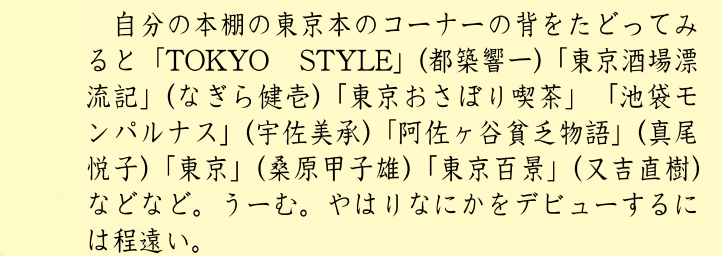 自分の本棚の東京本のコーナーの背をたどってみ
ると「TOKYO　STYLE」(都築響一)「東京酒場漂
流記」(なぎら健壱)「東京おさぼり喫茶」「池袋モ
ンパルナス」(宇佐美承)「阿佐ヶ谷貧乏物語」(真尾
悦子)「東京」(桑原甲子雄)「東京百景」(又吉直樹)
などなど。うーむ。やはりなにかをデビューするに
は程遠い。